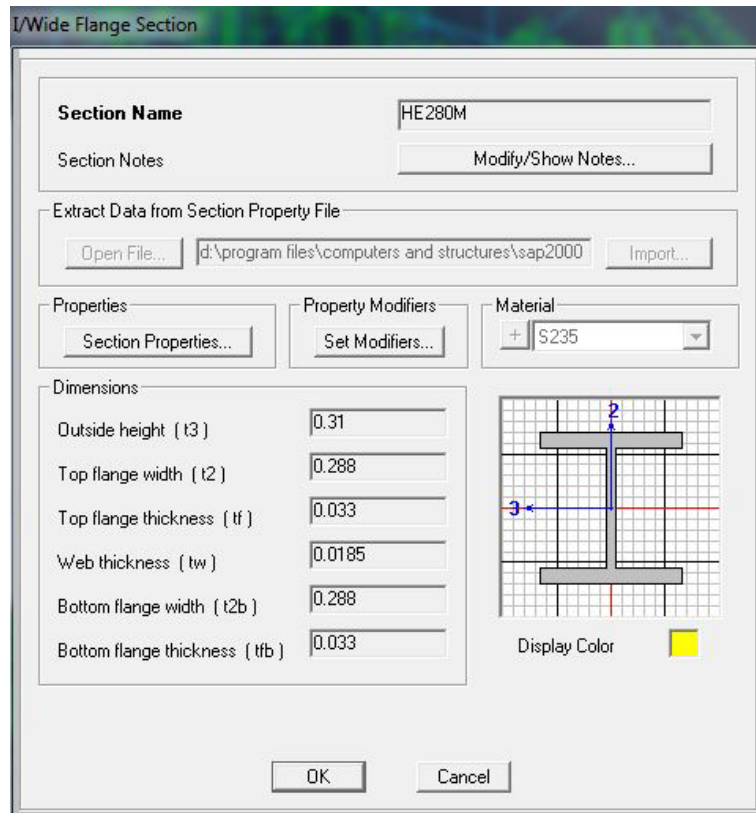 I/Wide Flange Section
Section Name HE280M
Section Notes Modify/Show Notes...
Extract Data from Section Property File
Open File... d:\program files\computers and structures\sap2000 Import...
Properties Property Modifiers Material
Section Properties... Set Modifiers... + S235
Dimensions
Outside height ( t3 ) 0.31
Top flange width ( t2 ) 0.288
Top flange thickness ( tf ) 0.033
Web thickness ( tw ) 0.0185
Bottom flange width ( t2b ) 0.288
Bottom flange thickness ( tfb ) 0.033
2
3
Display Color
OK Cancel